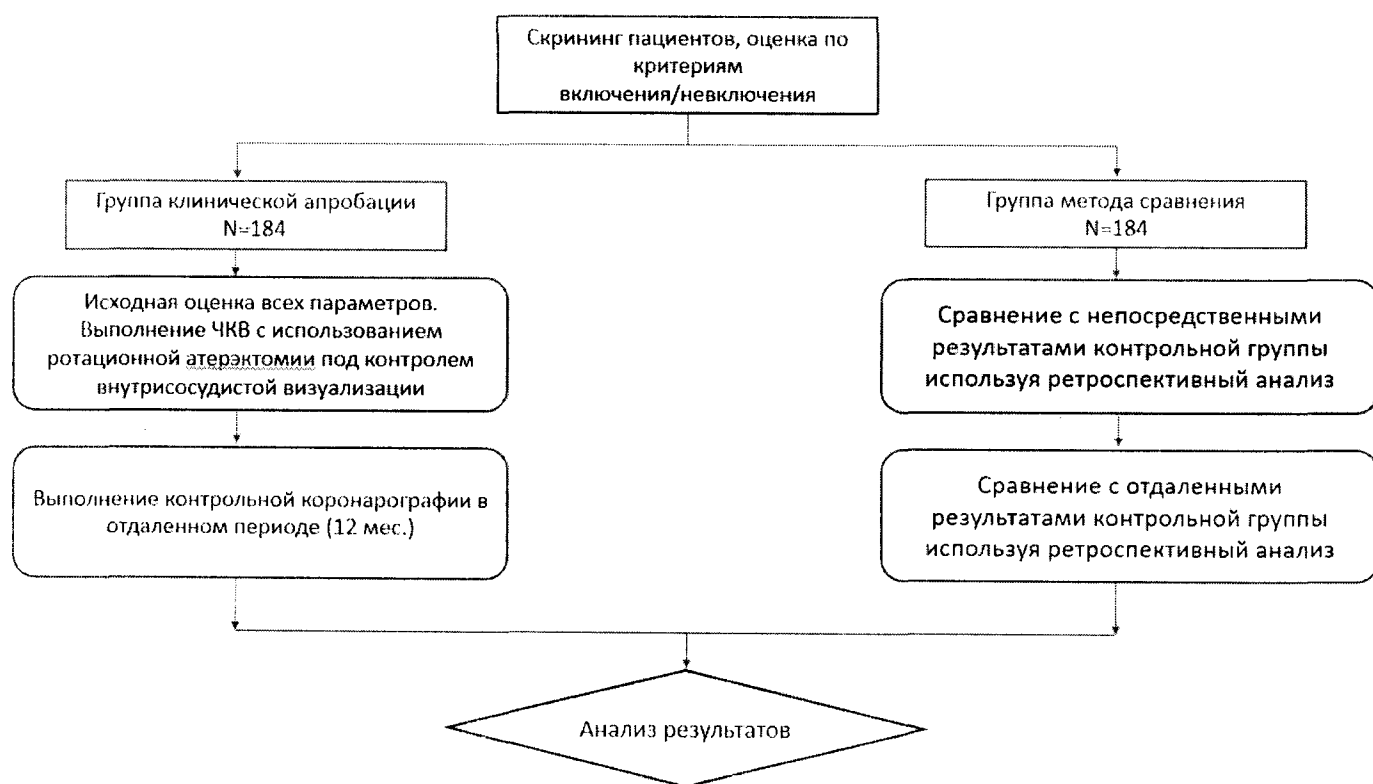 Скрининг пациентов, оценка по
критериям
включения/невключения
Группа клинической апробации
N=184
Группа метода сравнения
N=184
Исходная оценка всех параметров.
Выполнение ЧКВ с использованием
ротационной атерэктомии под контролем
внутрисосудистой визуализации
Сравнение с непосредственными
результатами контрольной группы
используя ретроспективный анализ
Выполнение контрольной коронарографии в
отдаленном периоде (12 мес.)
Сравнение с отдаленными
результатами контрольной группы
используя ретроспективный анализ
Анализ результатов